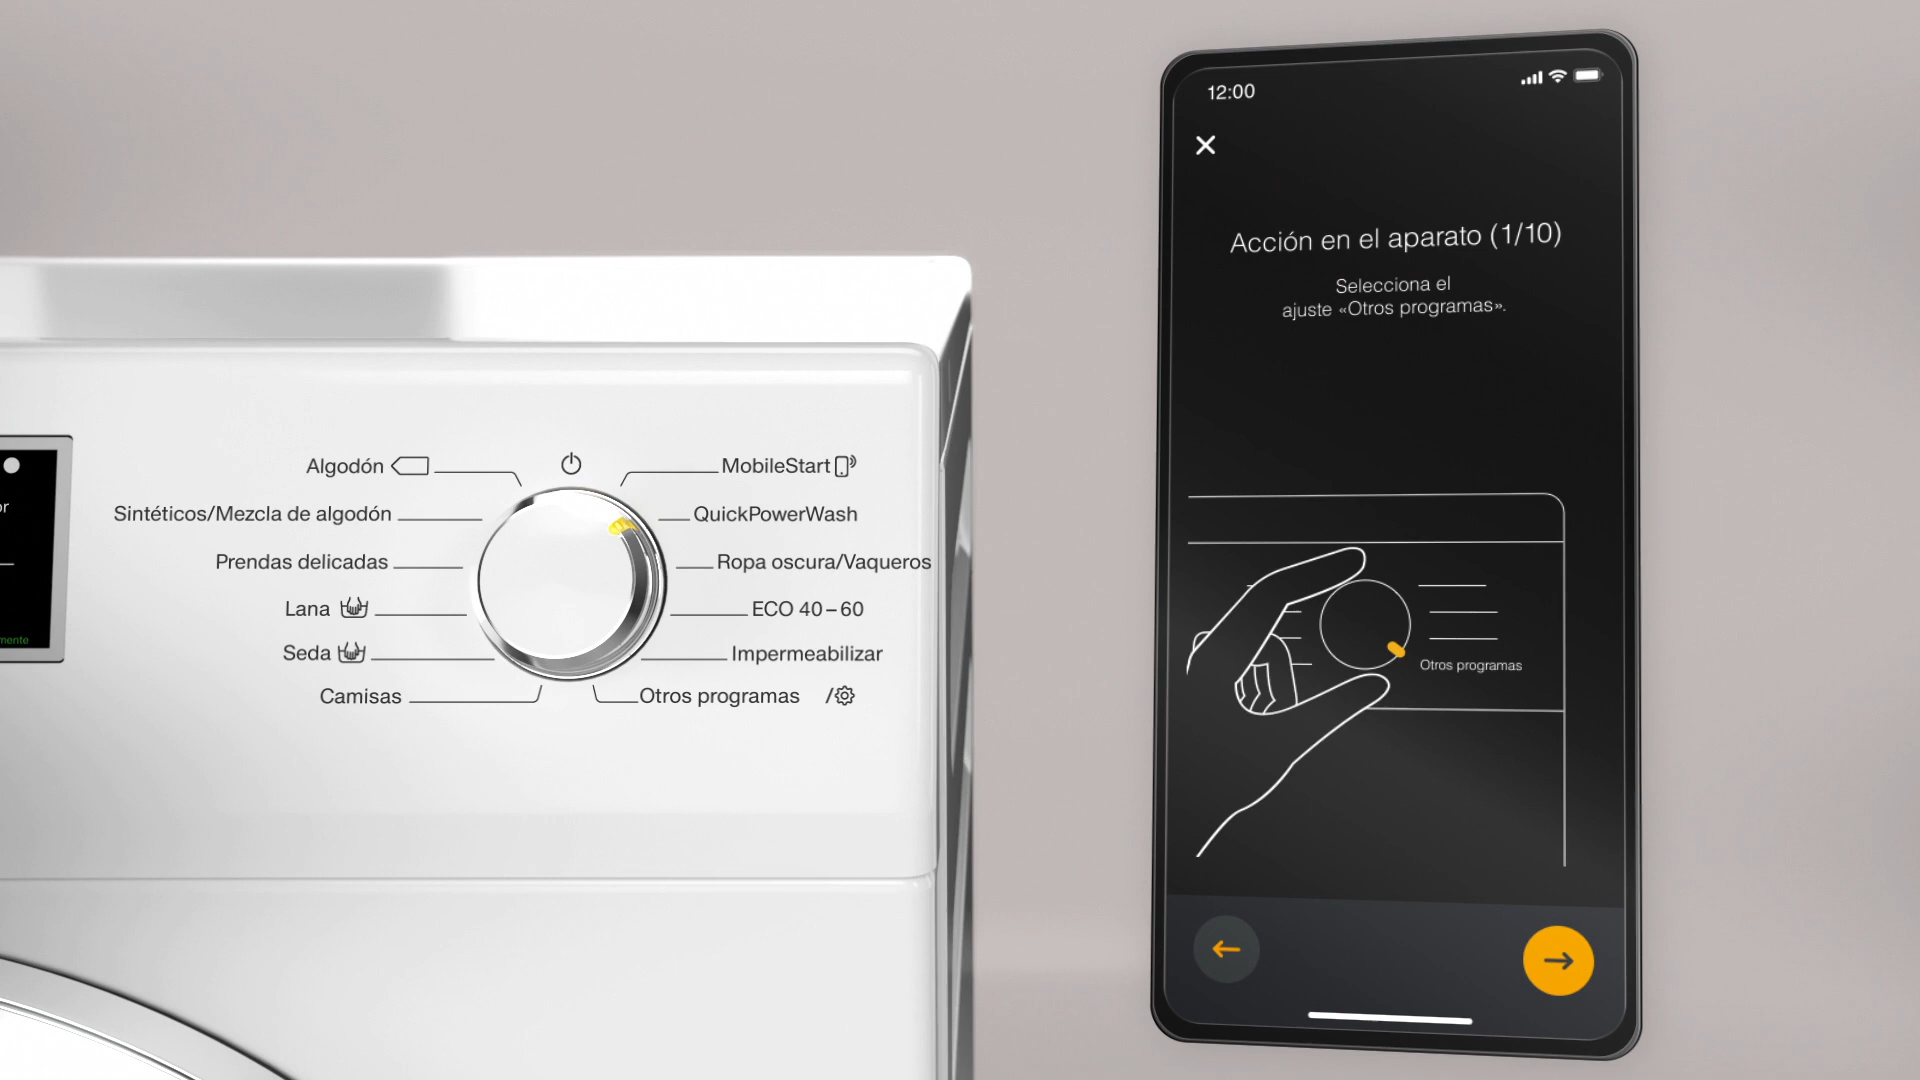 Algodón
Sintéticos/Mezcla de algodón
Prendas delicadas
Lana
Seda
Camisas
MobileStart
QuickPowerWash
Ropa oscura/Vaqueros
ECO 40–60
Impermeabilizar
Otros programas /
12:00
Acción en el aparato (1/10)
Selecciona el
ajuste «Otros programas».
Otros programas